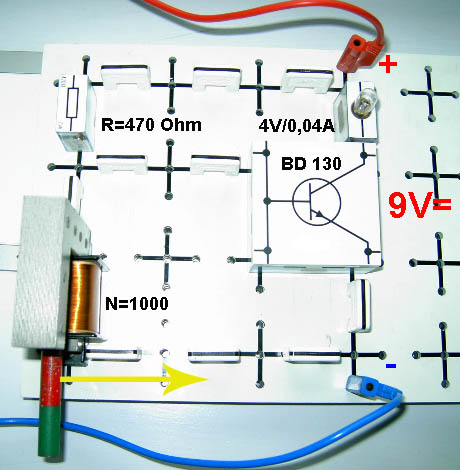 +
R=470 Ohm
4V/0,04A
BD 130
9V=
N=1000
-